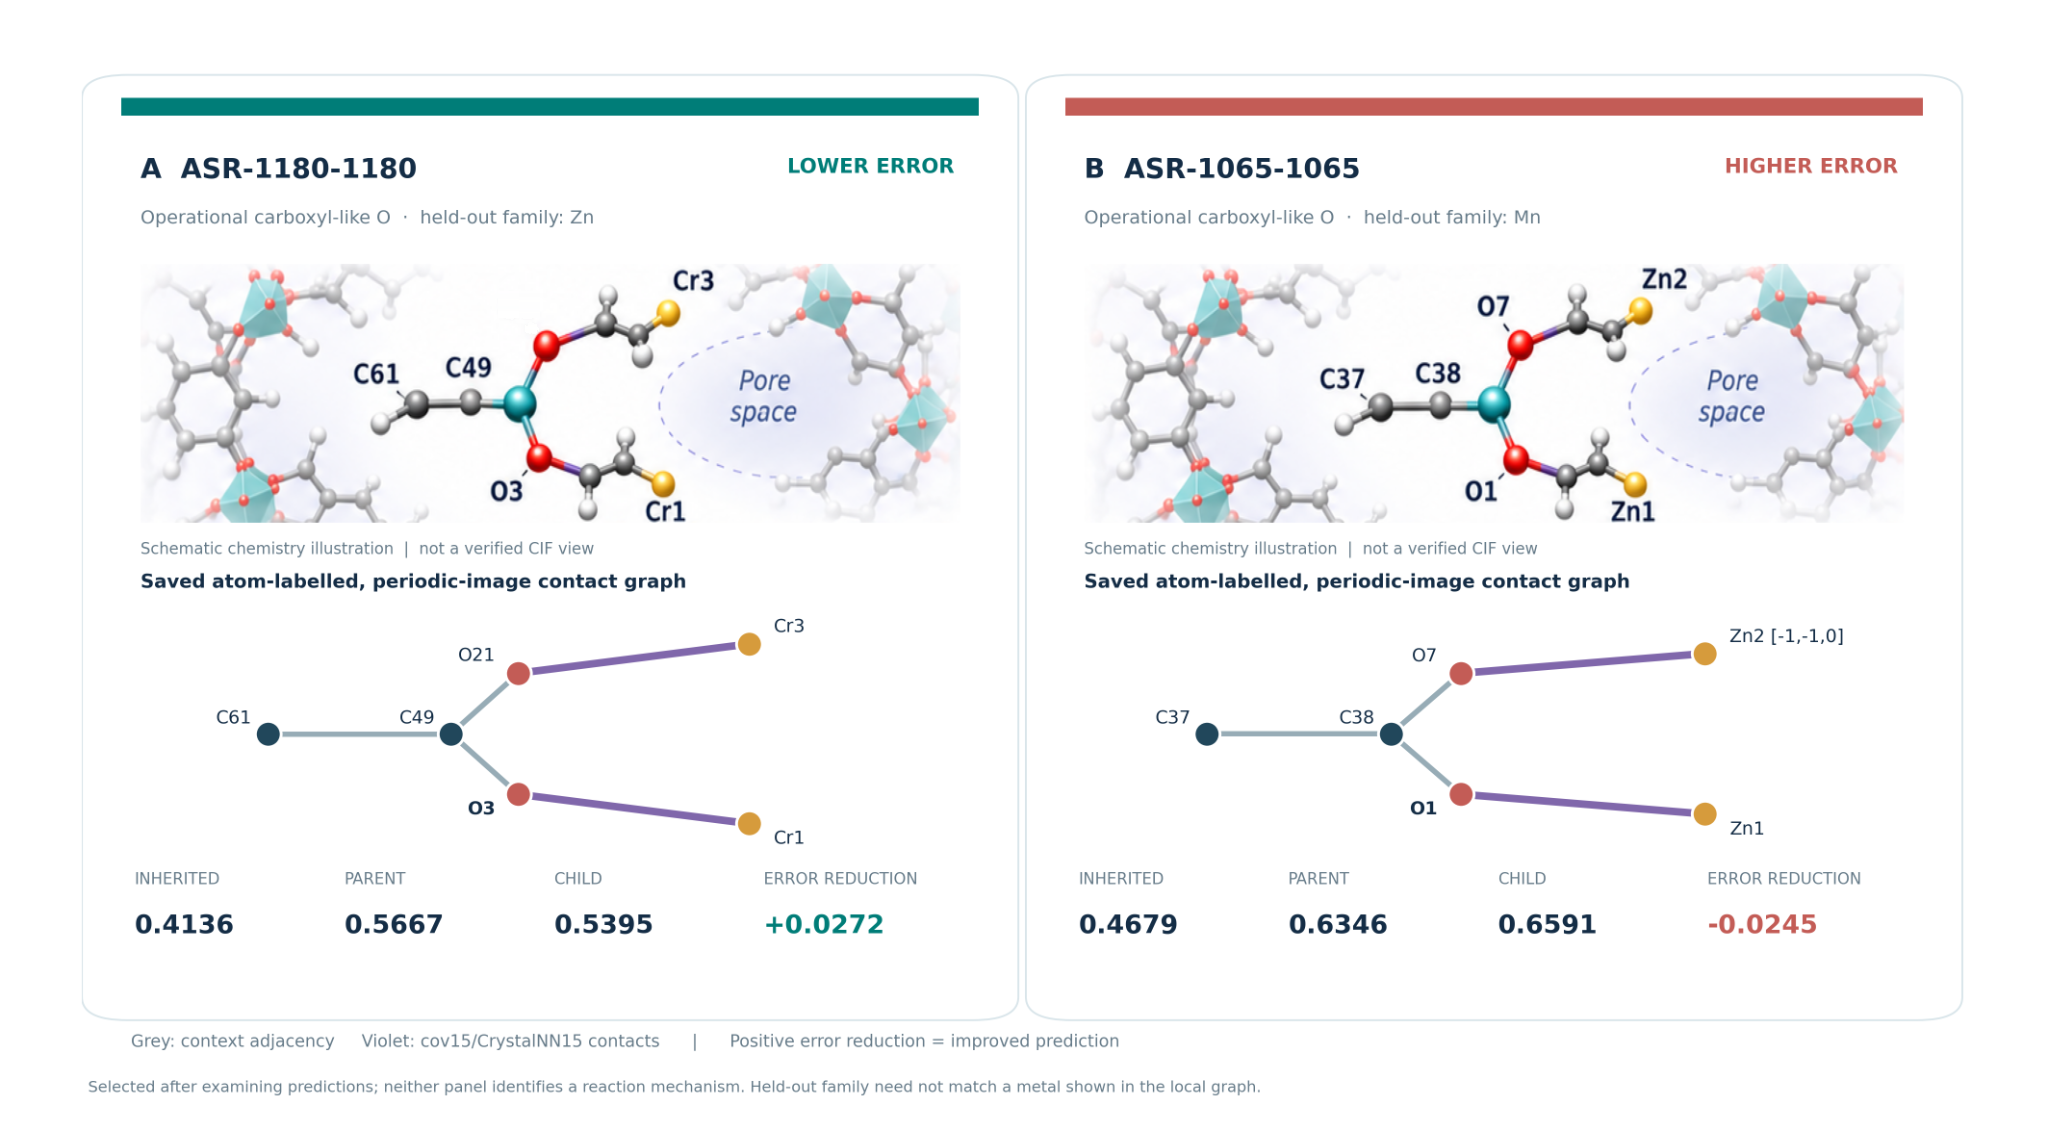 A ASR-1180-1180
LOWER ERROR
Operational carboxyl-like O · held-out family: Zn
Cr3
C61
C49
O3
Cr1
Pore
space
Schematic chemistry illustration | not a verified CIF view
Saved atom-labelled, periodic-image contact graph
Cr3
O21
C61
C49
O3
Cr1
INHERITED PARENT CHILD ERROR REDUCTION
0.4136 0.5667 0.5395 +0.0272
B ASR-1065-1065
HIGHER ERROR
Operational carboxyl-like O · held-out family: Mn
Zn2
O7
C37
C38
O1
Zn1
Pore
space
Schematic chemistry illustration | not a verified CIF view
Saved atom-labelled, periodic-image contact graph
Zn2 [-1,-1,0]
O7
C37
C38
O1
Zn1
INHERITED PARENT CHILD ERROR REDUCTION
0.4679 0.6346 0.6591 -0.0245
Grey: context adjacency Violet: cov15/CrystalNN15 contacts | Positive error reduction = improved prediction
Selected after examining predictions; neither panel identifies a reaction mechanism. Held-out family need not match a metal shown in the local graph.